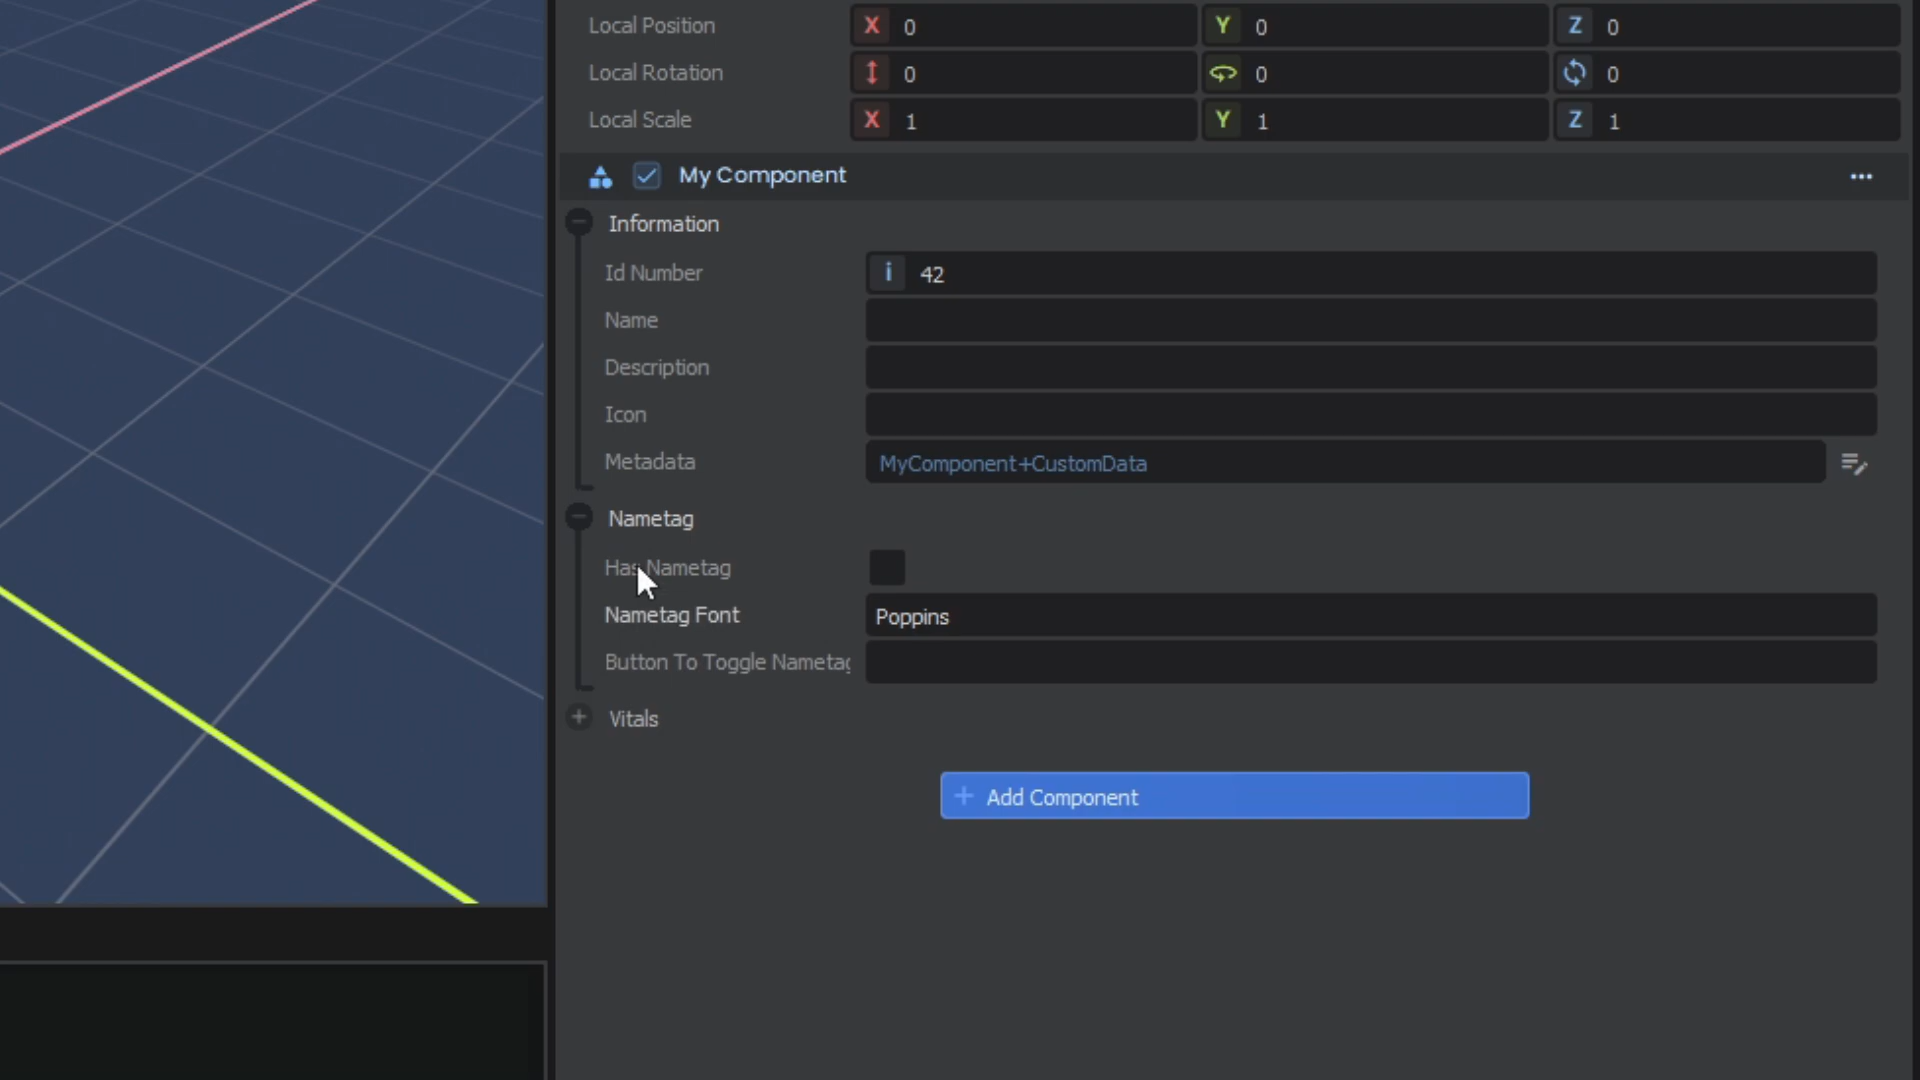 Local Position X 0 Y 0 Z 0
Local Rotation 0 0 0
Local Scale X 1 Y 1 Z 1
My Component
Information
Id Number i 42
Name
Description
Icon
Metadata MyComponent+CustomData
Nametag
Has Nametag
Nametag Font Poppins
Button To Toggle Nametag
+ Vitals
+ Add Component